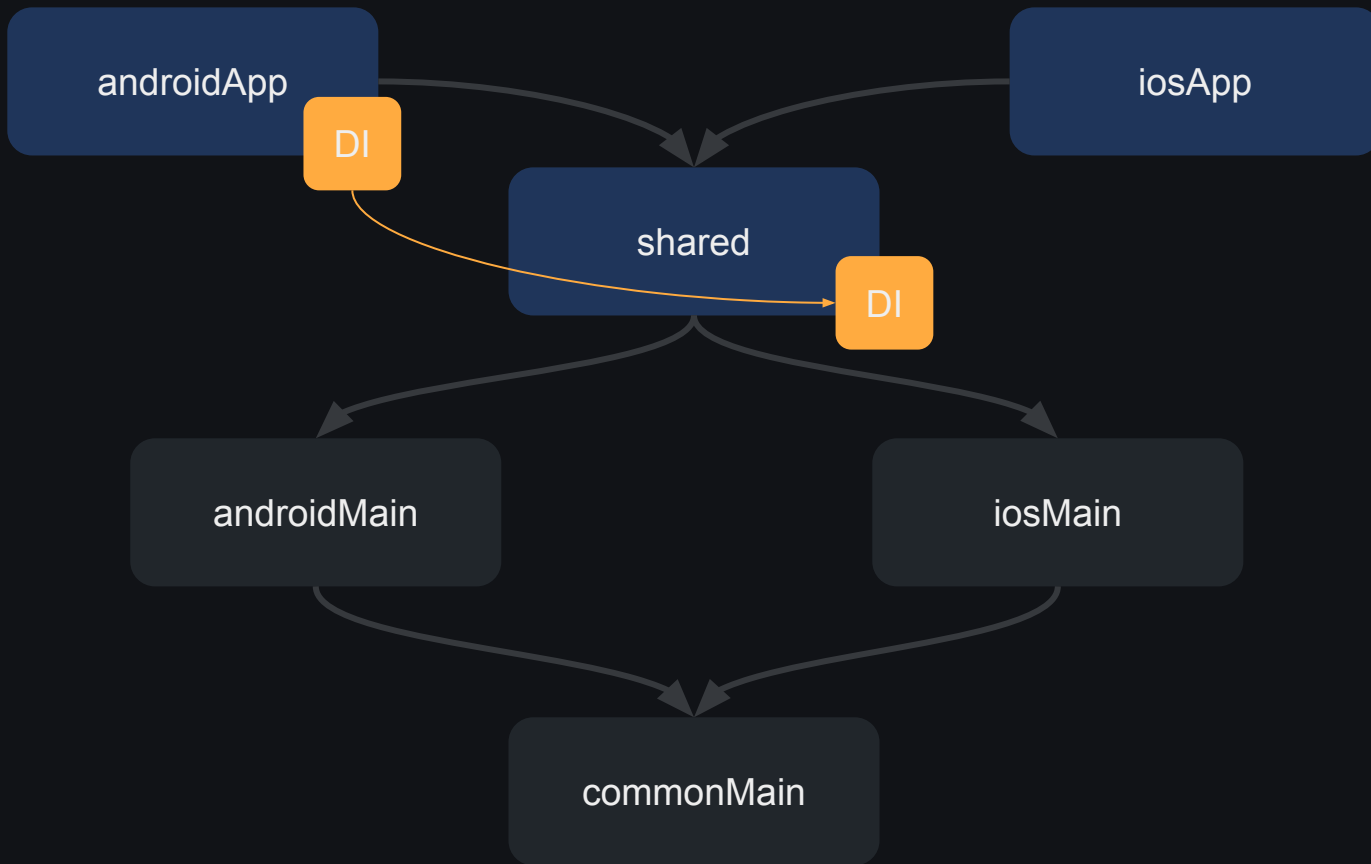 androidApp
iosApp
DI
shared
DI
androidMain
iosMain
commonMain